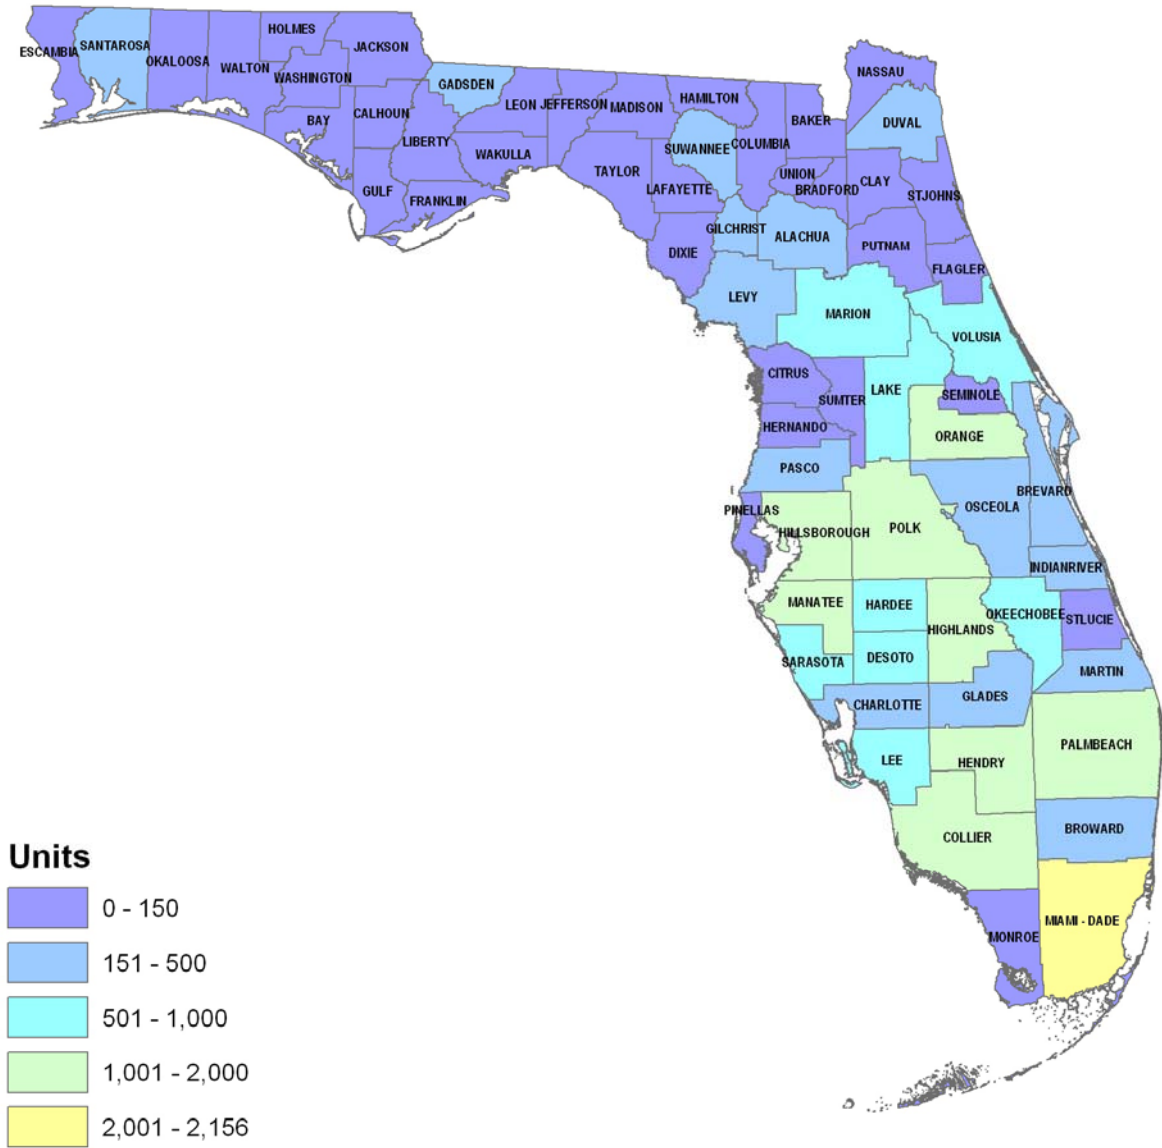 HOLMES
JACKSON
ESCAMBIA
SANTAROSA
OKALOOSA
WALTON
WASHINGTON
GADSDEN
LEON
JEFFERSON
MADISON
HAMILTON
NASSAU
BAY
CALHOUN
LIBERTY
WAKULLA
BAKER
DUVAL
SUWANNEE
COLUMBIA
TAYLOR
UNION
GULF
FRANKLIN
LAFAYETTE
BRADFORD
CLAY
STJOHNS
GILCHRIST
ALACHUA
DIXIE
PUTNAM
FLAGLER
LEVY
MARION
VOLUSIA
CITRUS
SUMTER
LAKE
SEMINOLE
HERNANDO
ORANGE
PASCO
BREVARD
PINELLAS
OSCEOLA
HILLSBOROUGH
POLK
INDIANRIVER
MANATEE
HARDEE
OKEECHOBEE
STLUCIE
HIGHLANDS
SARASOTA
DESOTO
MARTIN
CHARLOTTE
GLADES
PALMBEACH
LEE
HENDRY
COLLIER
BROWARD
MIAMI - DADE
MONROE
Units
0 - 150
151 - 500
501 - 1,000
1,001 - 2,000
2,001 - 2,156